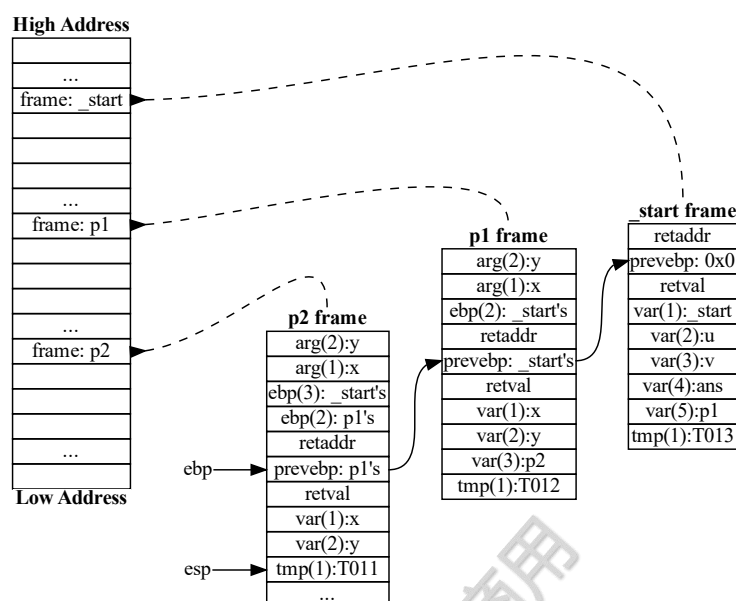 High Address
...
frame: _start
...
frame: p1
...
frame: p2
...
Low Address
p2 frame
arg(2):y
arg(1):x
ebp(3): _start's
ebp(2): p1's
retaddr
ebp
prevebp: p1's
retval
var(1):x
var(2):y
esp
tmp(1):T011
...
p1 frame
arg(2):y
arg(1):x
ebp(2): _start's
retaddr
prevebp: _start's
retval
var(1):x
var(2):y
var(3):p2
tmp(1):T012
_start frame
retaddr
prevebp: 0x0
retval
var(1):_start
var(2):u
var(3):v
var(4):ans
var(5):p1
tmp(1):T013
商用